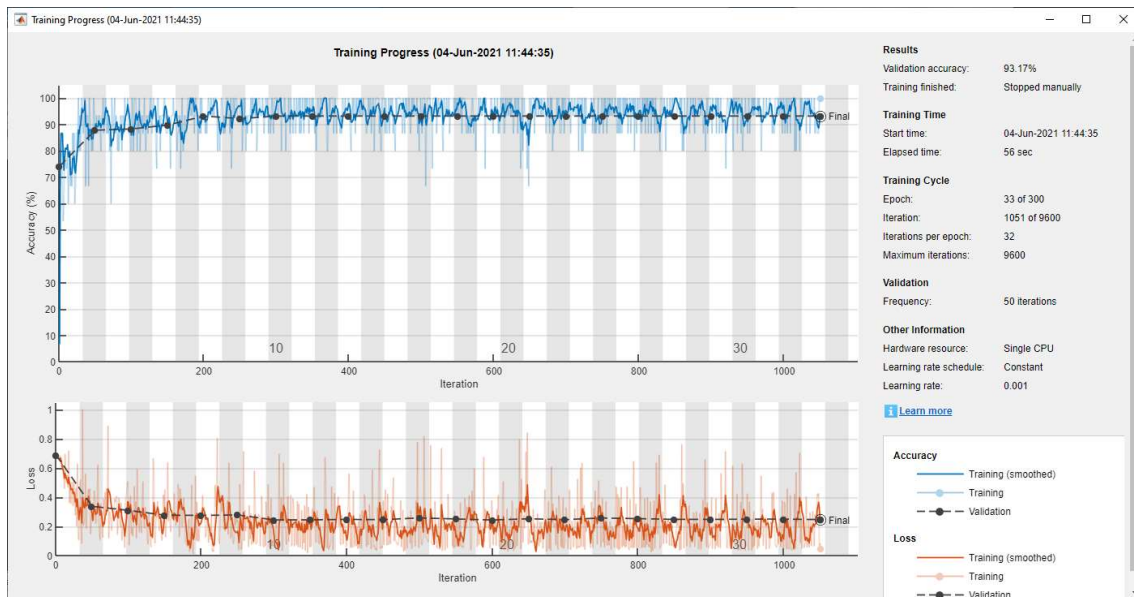 Training Progress (04-Jun-2021 11:44:35)
Training Progress (04-Jun-2021 11:44:35)
Accuracy (%)
100
90
80
70
60
50
40
30
20
10
0
Final
10 20 30
0 200 400 600 800 1000
Iteration
Loss
1
0.8
0.6
0.4
0.2
0
Final
10 20 30
0 200 400 600 800 1000
Iteration
Results
Validation accuracy: 93.17%
Training finished: Stopped manually
Training Time
Start time: 04-Jun-2021 11:44:35
Elapsed time: 56 sec
Training Cycle
Epoch: 33 of 300
Iteration: 1051 of 9600
Iterations per epoch: 32
Maximum iterations: 9600
Validation
Frequency: 50 iterations
Other Information
Hardware resource: Single CPU
Learning rate schedule: Constant
Learning rate: 0.001
i Learn more
Accuracy
Training (smoothed)
Training
Validation
Loss
Training (smoothed)
Training
Validation